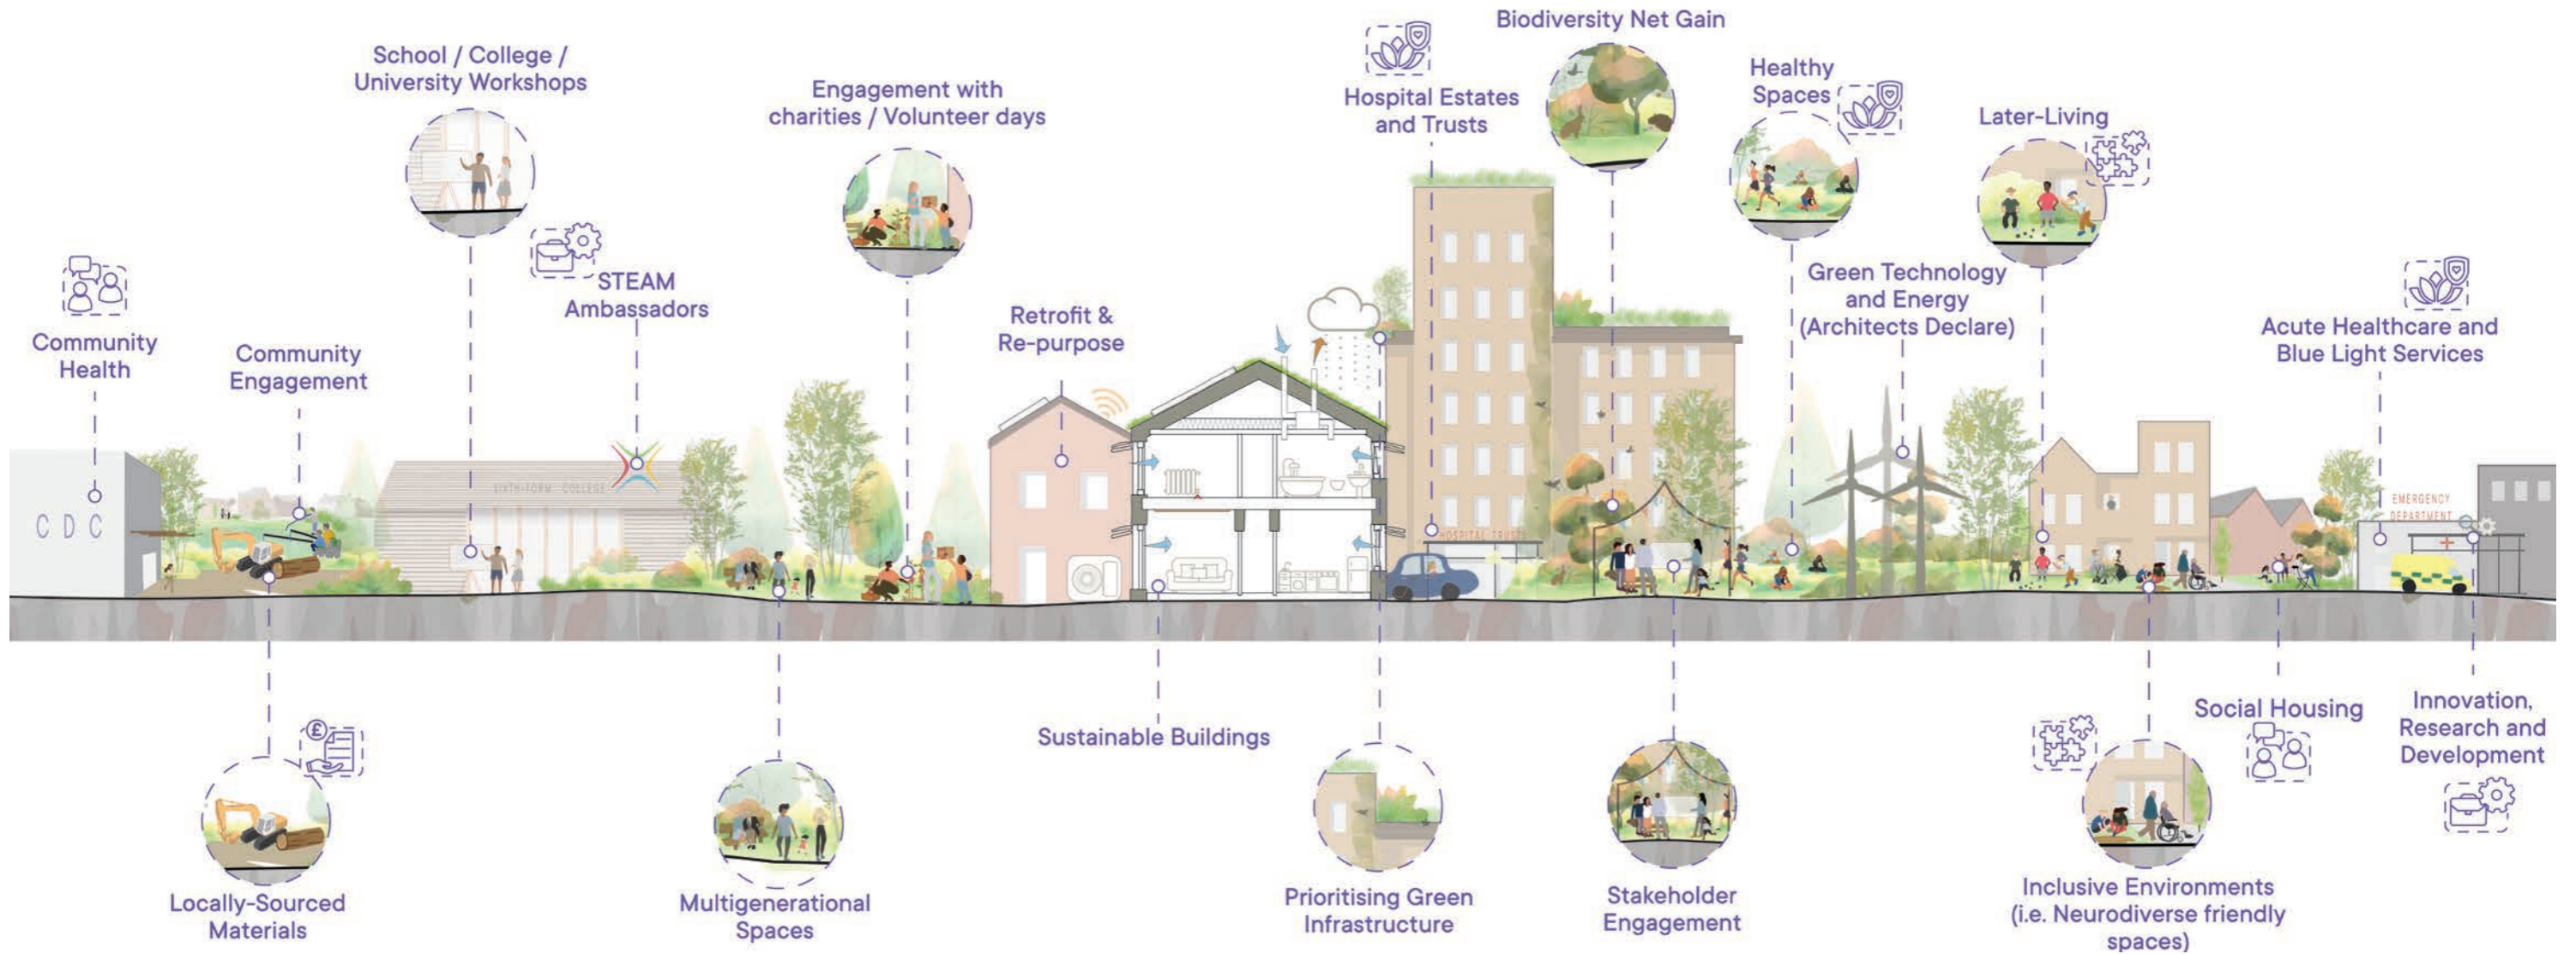 Biodiversity Net Gain
School / College /
University Workshops
Engagement with
charities / Volunteer days
Hospital Estates
and Trusts
Healthy
Spaces
Later-Living
STEAM
Ambassadors
Green Technology
and Energy
(Architects Declare)
Community
Health
Community
Engagement
Retrofit &
Re-purpose
Acute Healthcare and
Blue Light Services
CDC
SIXTH-FORM COLLEGE
HOSPITAL TRUST
EMERGENCY
DEPARTMENT
£
Locally-Sourced
Materials
Multigenerational
Spaces
Sustainable Buildings
Prioritising Green
Infrastructure
Stakeholder
Engagement
Inclusive Environments
(i.e. Neurodiverse friendly
spaces)
Social Housing
Innovation,
Research and
Development